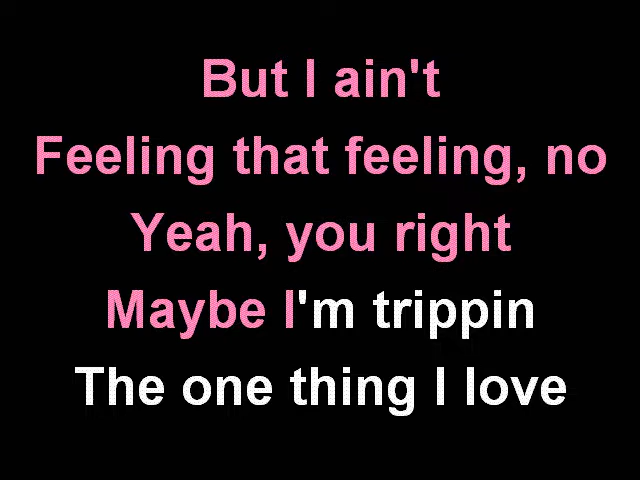 But I ain't
Feeling that feeling, no
Yeah, you right
Maybe I'm trippin
The one thing I love